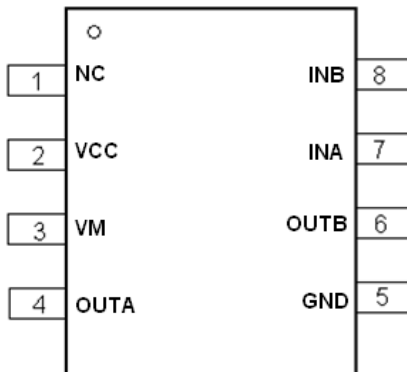 1 NC INB 8
2 VCC INA 7
3 VM OUTB 6
4 OUTA GND 5